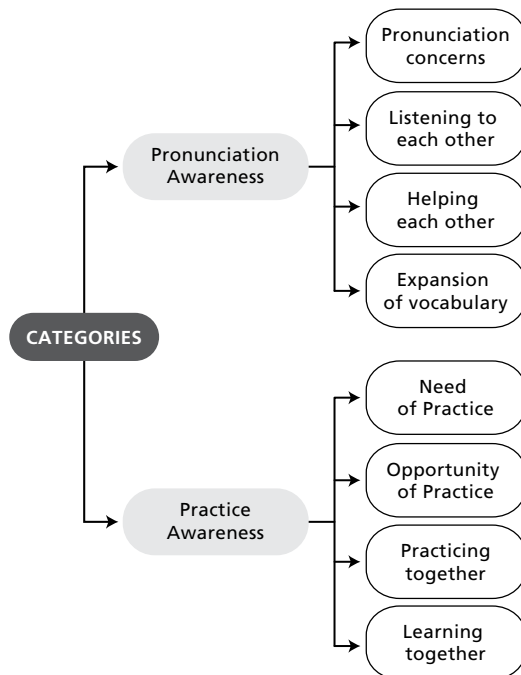 CATEGORIES
Pronunciation
Awareness
Pronunciation
concerns
Listening to
each other
Helping
each other
Expansion
of vocabulary
Practice
Awareness
Need
of Practice
Opportunity
of Practice
Practicing
together
Learning
together